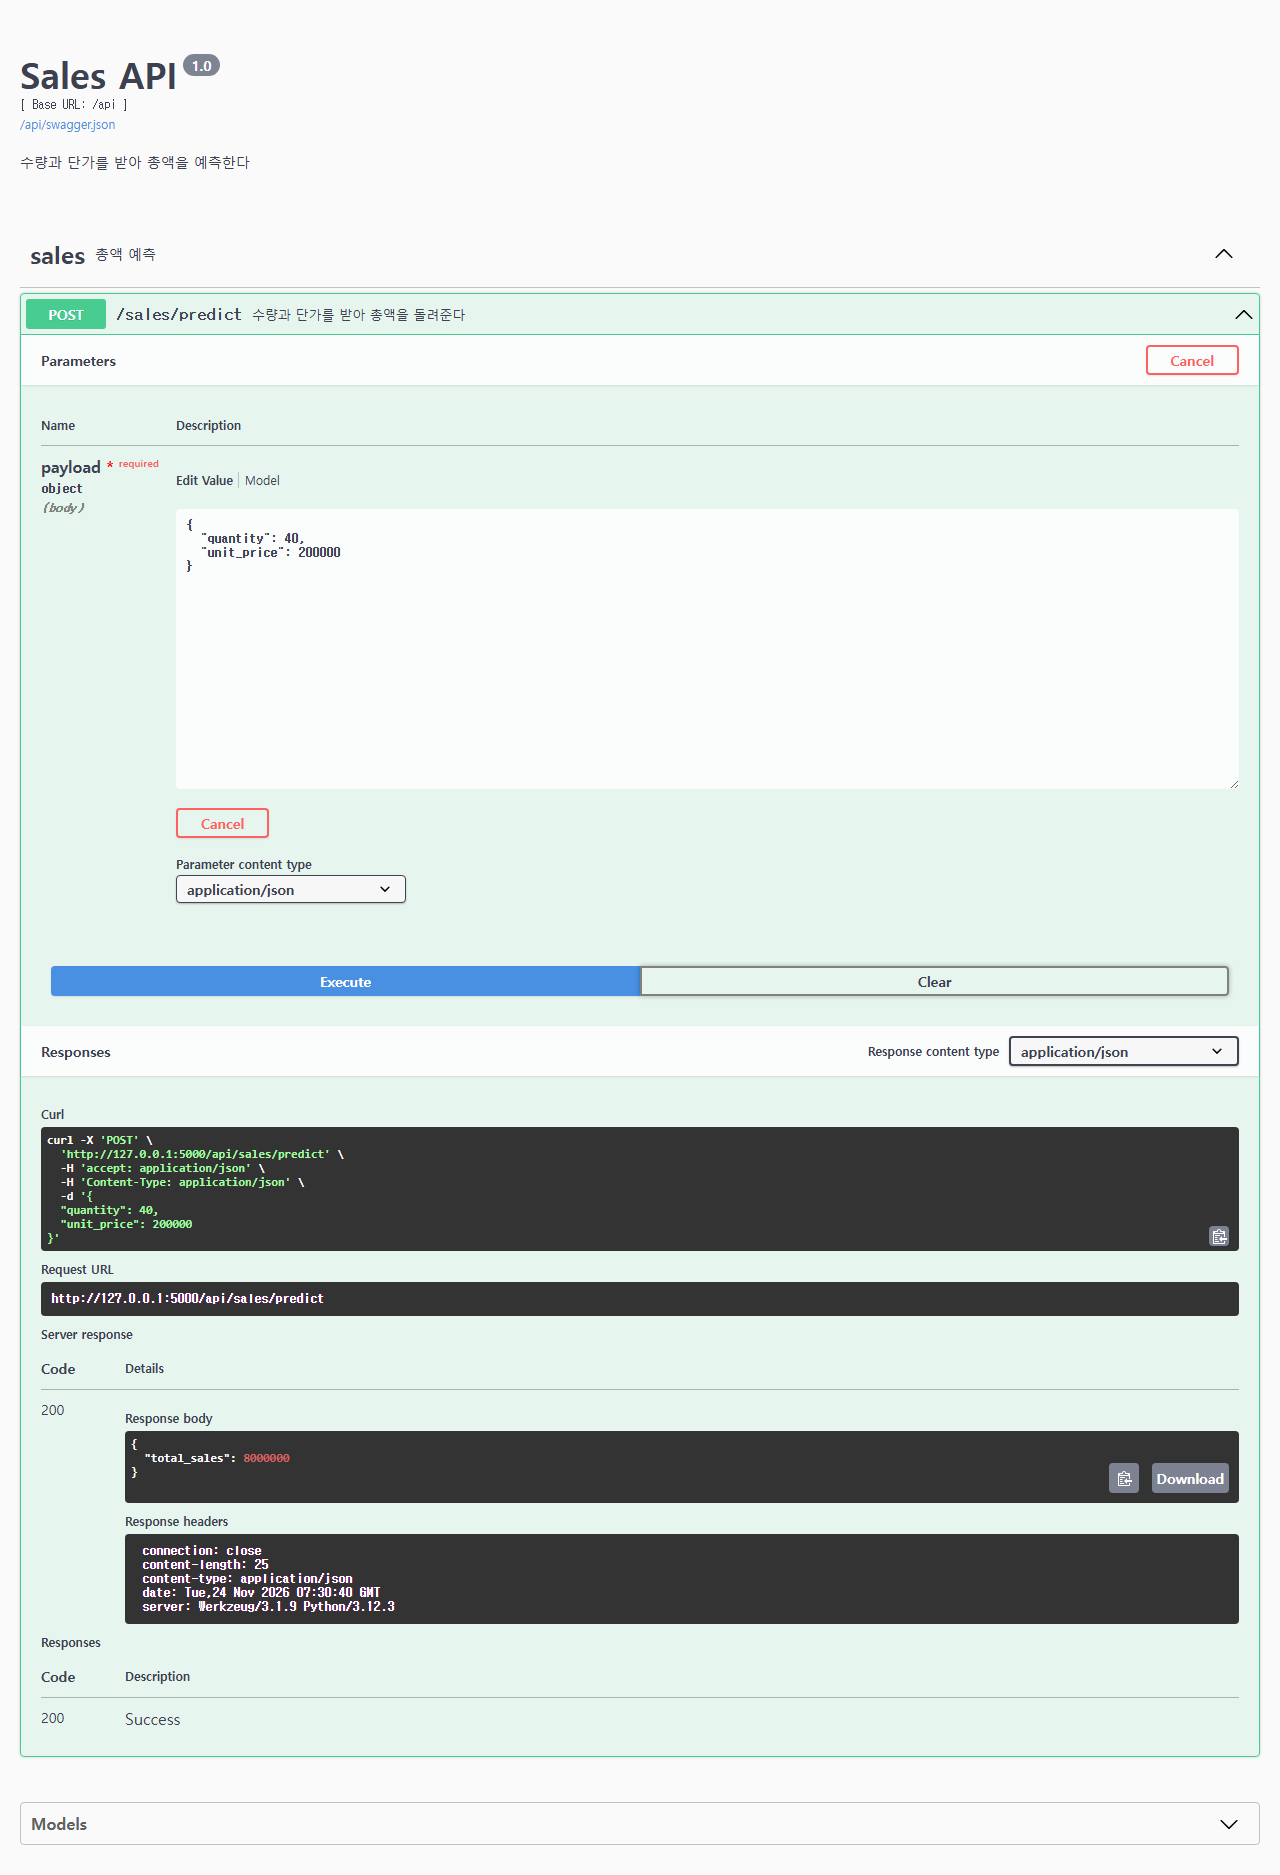 Sales API 1.0
[ Base URL: /api ]
/api/swagger.json
수량과 단가를 받아 총액을 예측한다
sales 총액 예측
POST /sales/predict 수량과 단가를 받아 총액을 돌려준다
Parameters Cancel
Name Description
payload * required
object
(body)
Edit Value Model
{
"quantity": 40,
"unit_price": 200000
}
Cancel
Parameter content type
application/json
Execute Clear
Responses Response content type application/json
Curl
curl -X 'POST' \
'http://127.0.0.1:5000/api/sales/predict' \
-H 'accept: application/json' \
-H 'Content-Type: application/json' \
-d '{
"quantity": 40,
"unit_price": 200000
}'
Request URL
http://127.0.0.1:5000/api/sales/predict
Server response
Code Details
200
Response body
{
"total_sales": 8000000
}
Download
Response headers
connection: close
content-length: 25
content-type: application/json
date: Tue,24 Nov 2026 07:30:40 GMT
server: Werkzeug/3.1.9 Python/3.12.3
Responses
Code Description
200 Success
Models